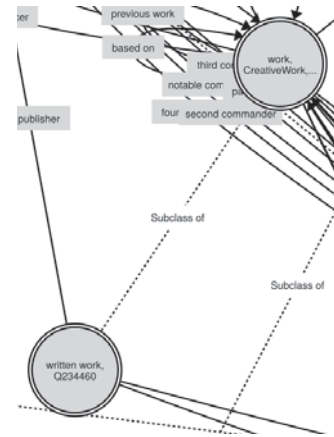 previous work
based on
third co
notable com
pa
four
second commander
work,
CreativeWork,...
publisher
Subclass of
Subclass of
written work,
Q234460